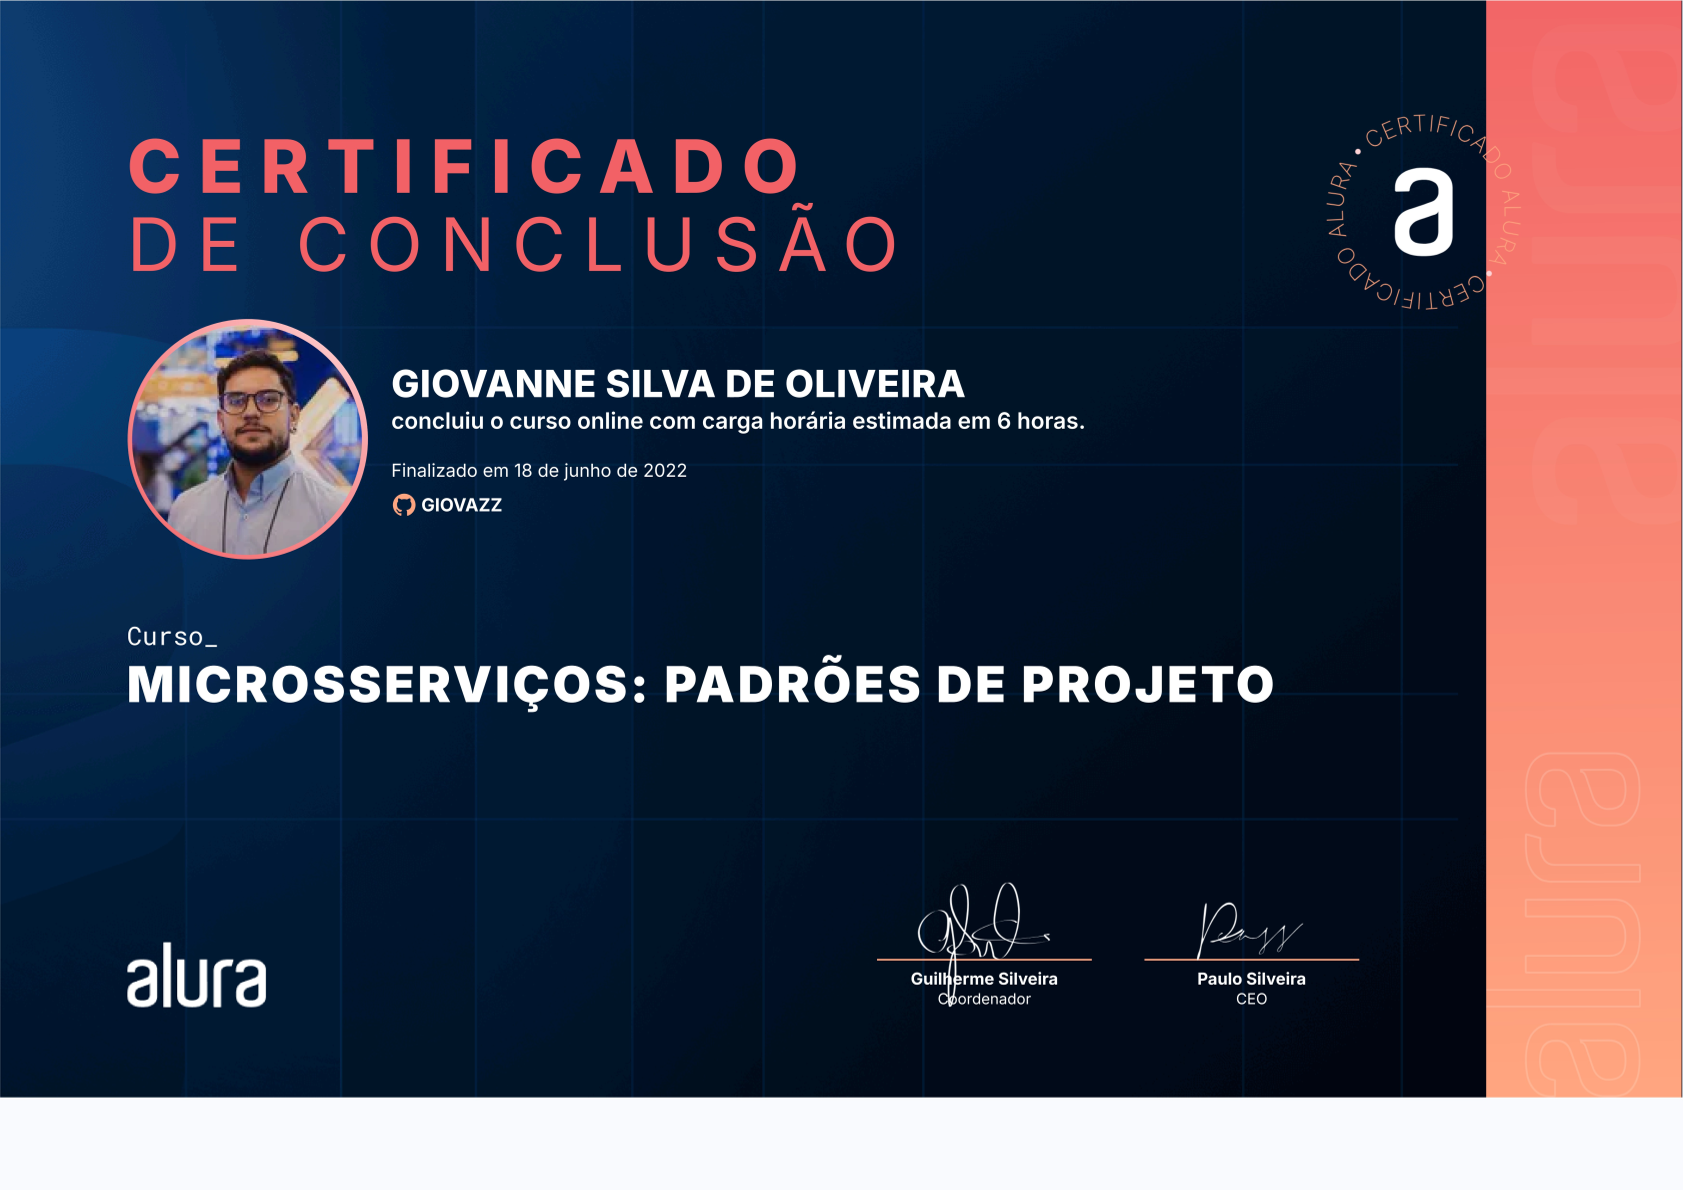 CERTIFICADO
DE CONCLUSÃO
CERTIFICADO ALURA • CERTIFICADO ALURA •
a
GIOVANNE SILVA DE OLIVEIRA
concluiu o curso online com carga horária estimada em 6 horas.
Finalizado em 18 de junho de 2022
GIOVAZZ
Curso_
MICROSSERVIÇOS: PADRÕES DE PROJETO
alura
Guilherme Silveira
Coordenador
Paulo Silveira
CEO
alura
alura
a